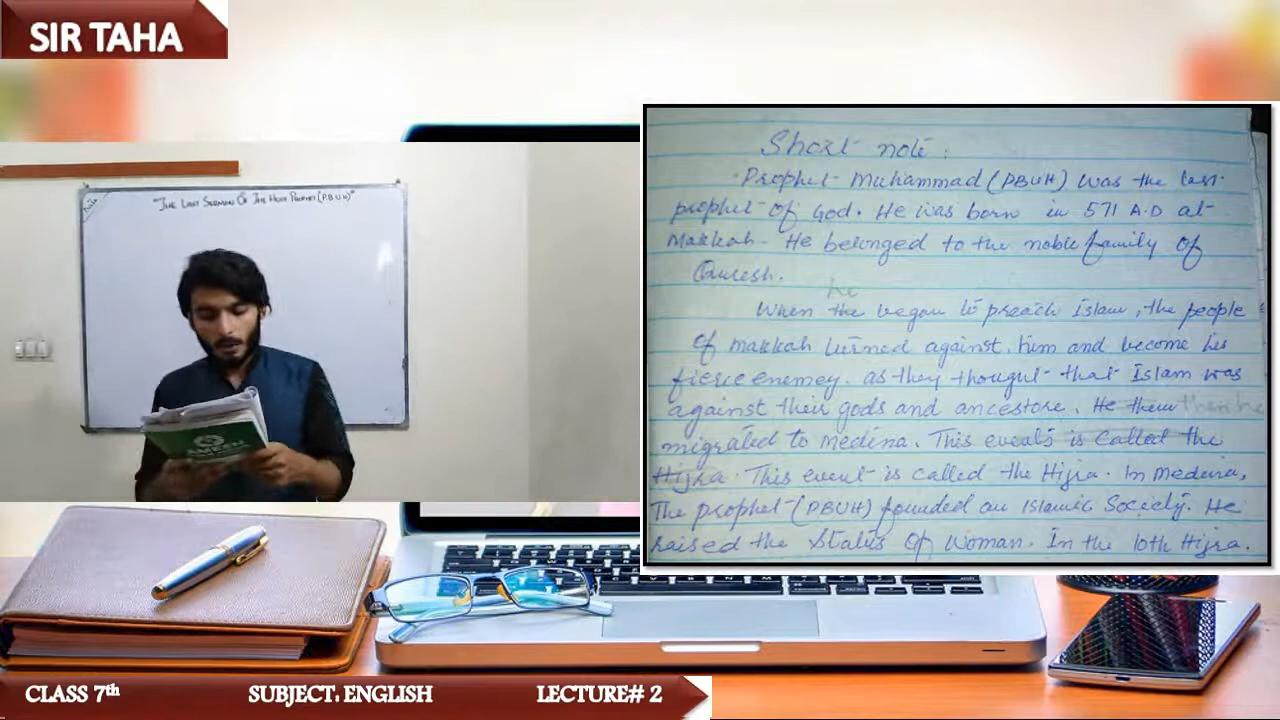 SIR TAHA
"THE LAST SERMON OF THE HOLY PROPHET (P.B.U.H)"
AMEEN
Short note :
Prophet Muhammad (PBUH) was the last
prophet of God. He was born in 571 A.D at
Makkah. He belonged to the noble family of
Quresh.
he
When the began to preach Islam, the people
of makkah turned against him and become his
fierce enemey. as they thought that Islam was
against their gods and ancestore. He them then he
migrated to medina. This events is called the
Hijra. This event is called the Hijra. In medina,
The prophet (PBUH) founded an Islamic Society. He
raised the status of woman. In the 10th Hijra.
CLASS 7th SUBJECT. ENGLISH LECTURE# 2